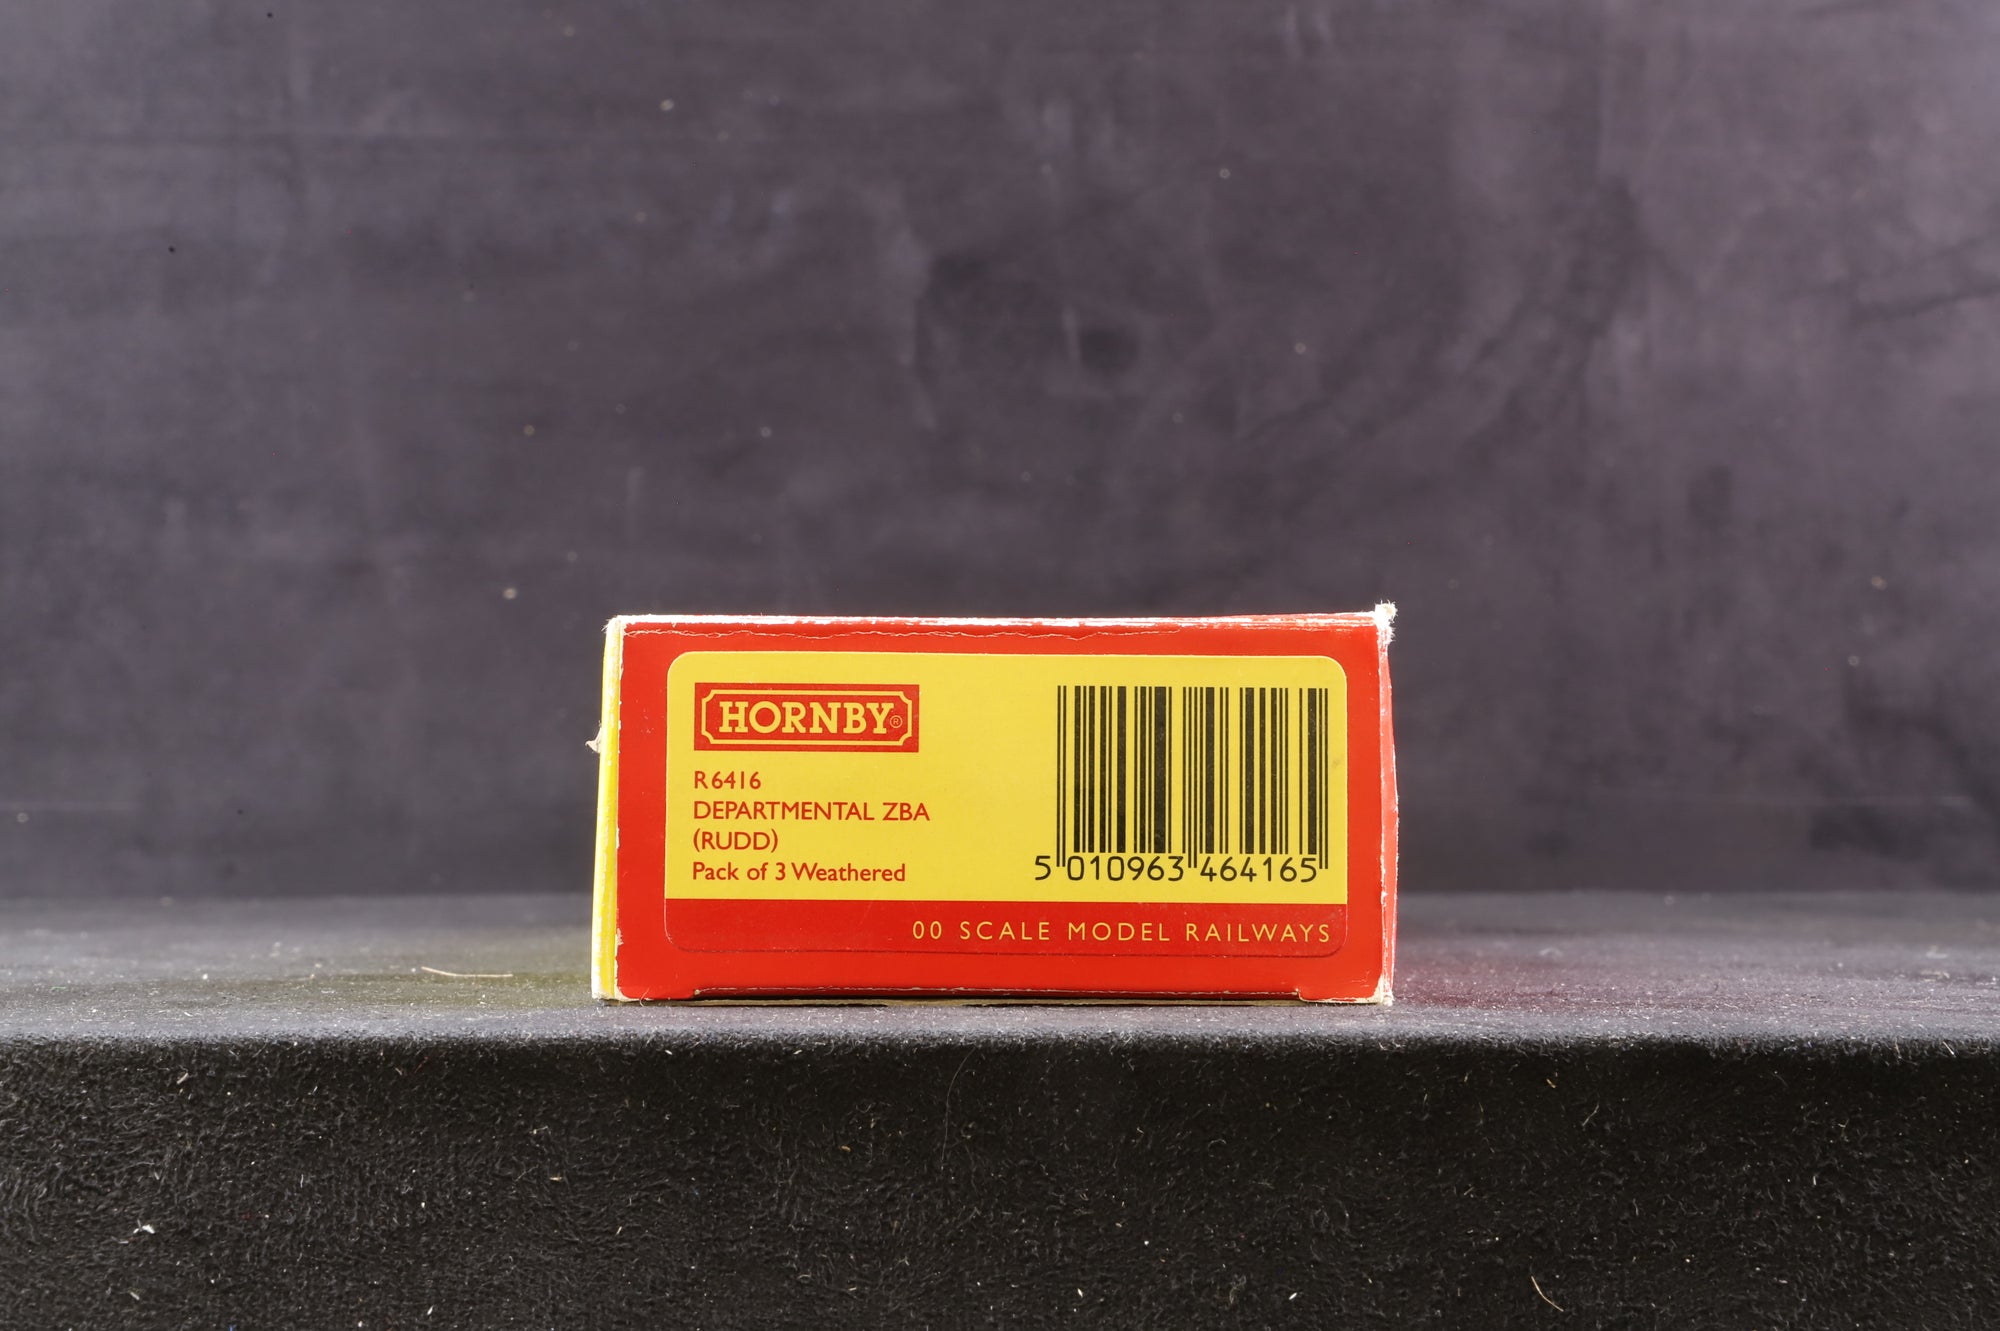 HORNBY®
R6416
DEPARTMENTAL ZBA
(RUDD)
Pack of 3 Weathered
5 010963 464165
00 SCALE MODEL RAILWAYS